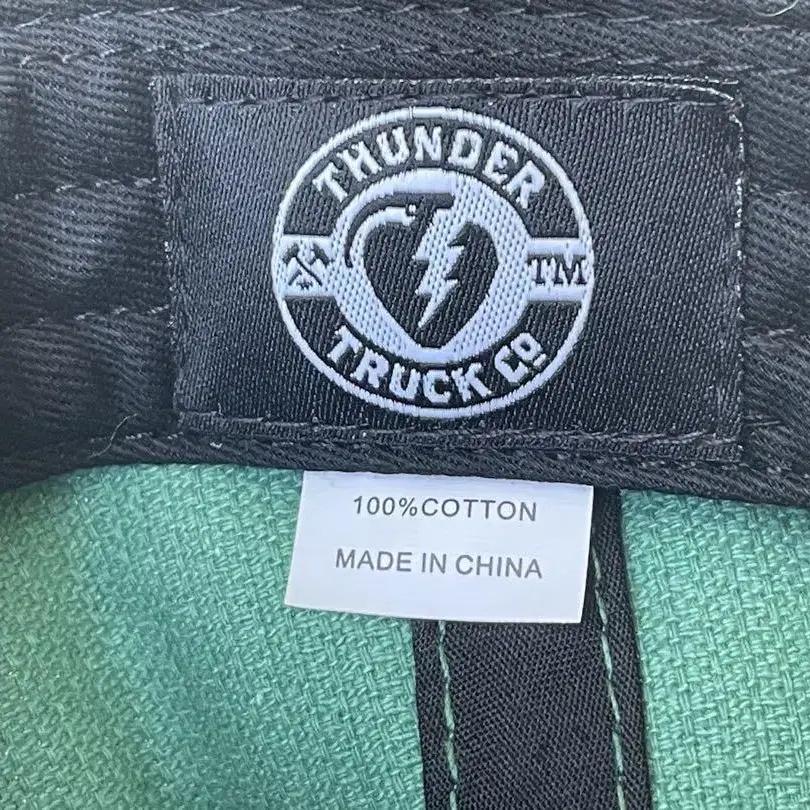 THUNDER
TM
TRUCK CO
100%COTTON
MADE IN CHINA